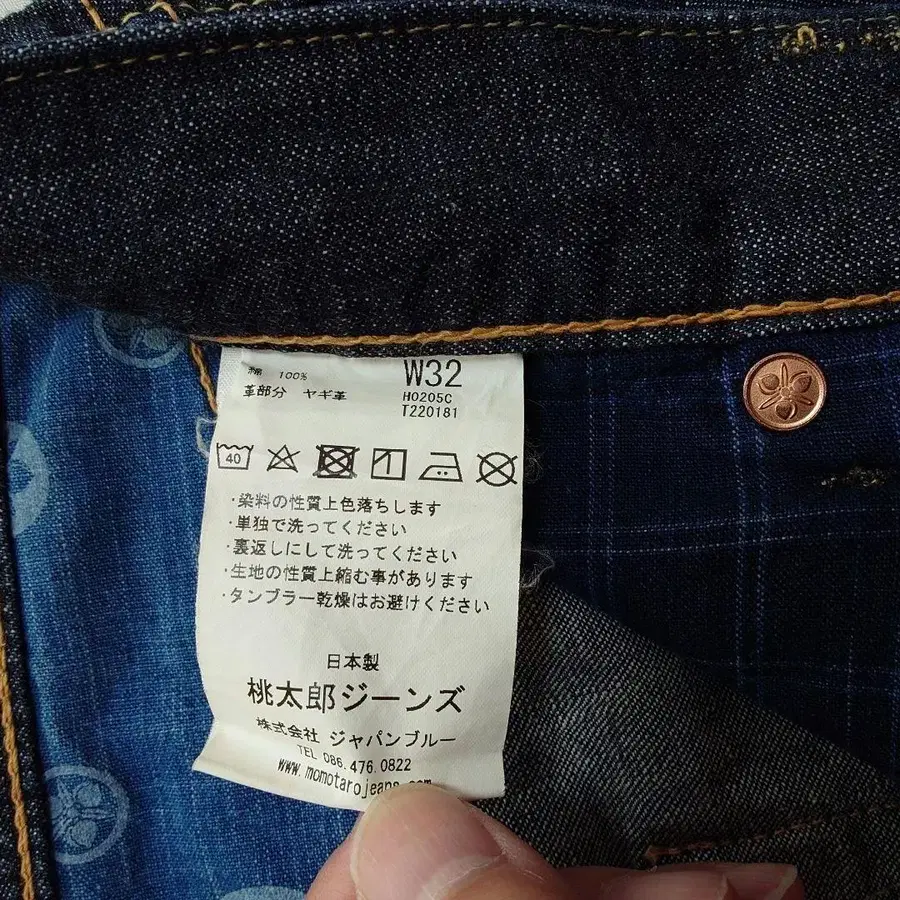 綿 100%
W32
革部分 ヤギ革
H0205C
T220181
40
・染料の性質上色落ちします
・単独で洗ってください
・裏返しにして洗ってください
・生地の性質上縮む事があります
・タンブラー乾燥はお避けください
日本製
桃太郎ジーンズ
株式会社 ジャパンブルー
TEL 086.476.0822
www.momotarojeans.com